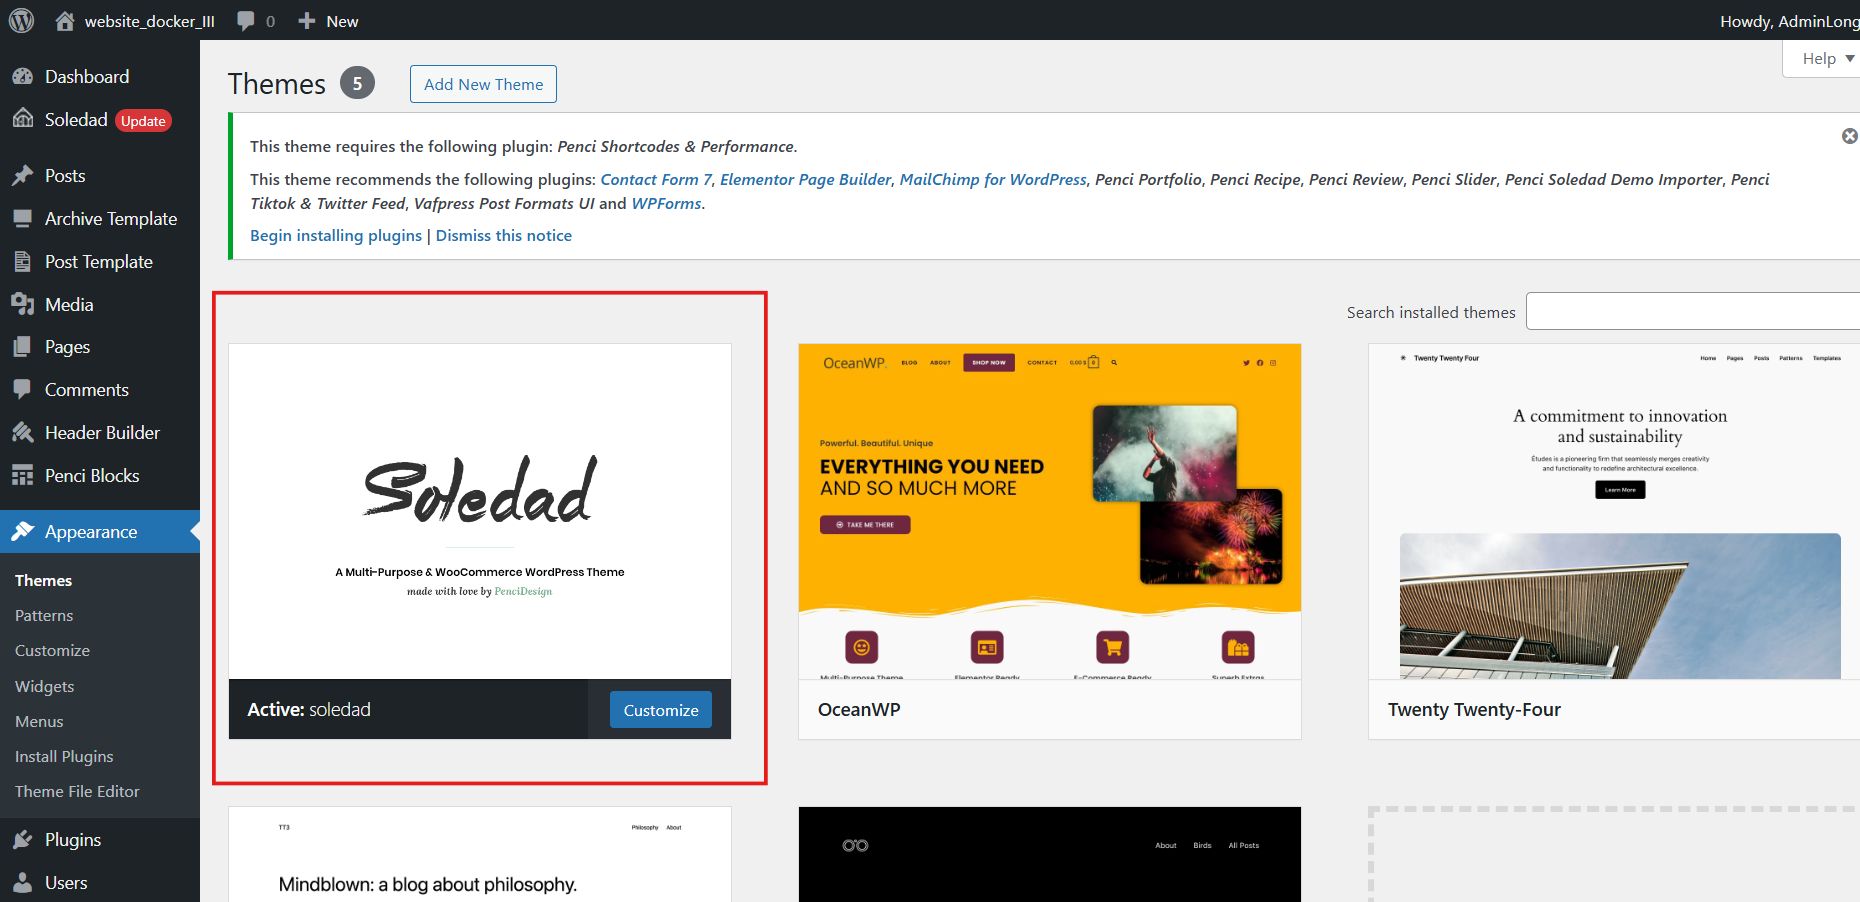 website_docker_III 0 New Howdy, AdminLong
Dashboard
Soledad Update
Posts
Archive Template
Post Template
Media
Pages
Comments
Header Builder
Penci Blocks
Appearance
Themes
Patterns
Customize
Widgets
Menus
Install Plugins
Theme File Editor
Plugins
Users
Help
Themes 5 Add New Theme
This theme requires the following plugin: Penci Shortcodes & Performance.
This theme recommends the following plugins: Contact Form 7, Elementor Page Builder, MailChimp for WordPress, Penci Portfolio, Penci Recipe, Penci Review, Penci Slider, Penci Soledad Demo Importer, Penci
Tiktok & Twitter Feed, Vafpress Post Formats UI and WPForms.
Begin installing plugins | Dismiss this notice
Search installed themes
Soledad
A Multi-Purpose & WooCommerce WordPress Theme
made with love by PenciDesign
Active: soledad Customize
OceanWP BLOG ABOUT SHOP NOW CONTACT 0.00 $ 0
Powerful. Beautiful. Unique
EVERYTHING YOU NEED
AND SO MUCH MORE
TAKE ME THERE
Multi-Purpose Theme Elementor Ready E-Commerce Ready Superb Extras
OceanWP
Twenty Twenty Four Home Pages Posts Patterns Templates
A commitment to innovation
and sustainability
Études is a pioneering firm that seamlessly merges creativity
and functionality to redefine architectural excellence.
Learn More
Twenty Twenty-Four
TT3 Philosophy About
Mindblown: a blog about philosophy.
About Birds All Posts